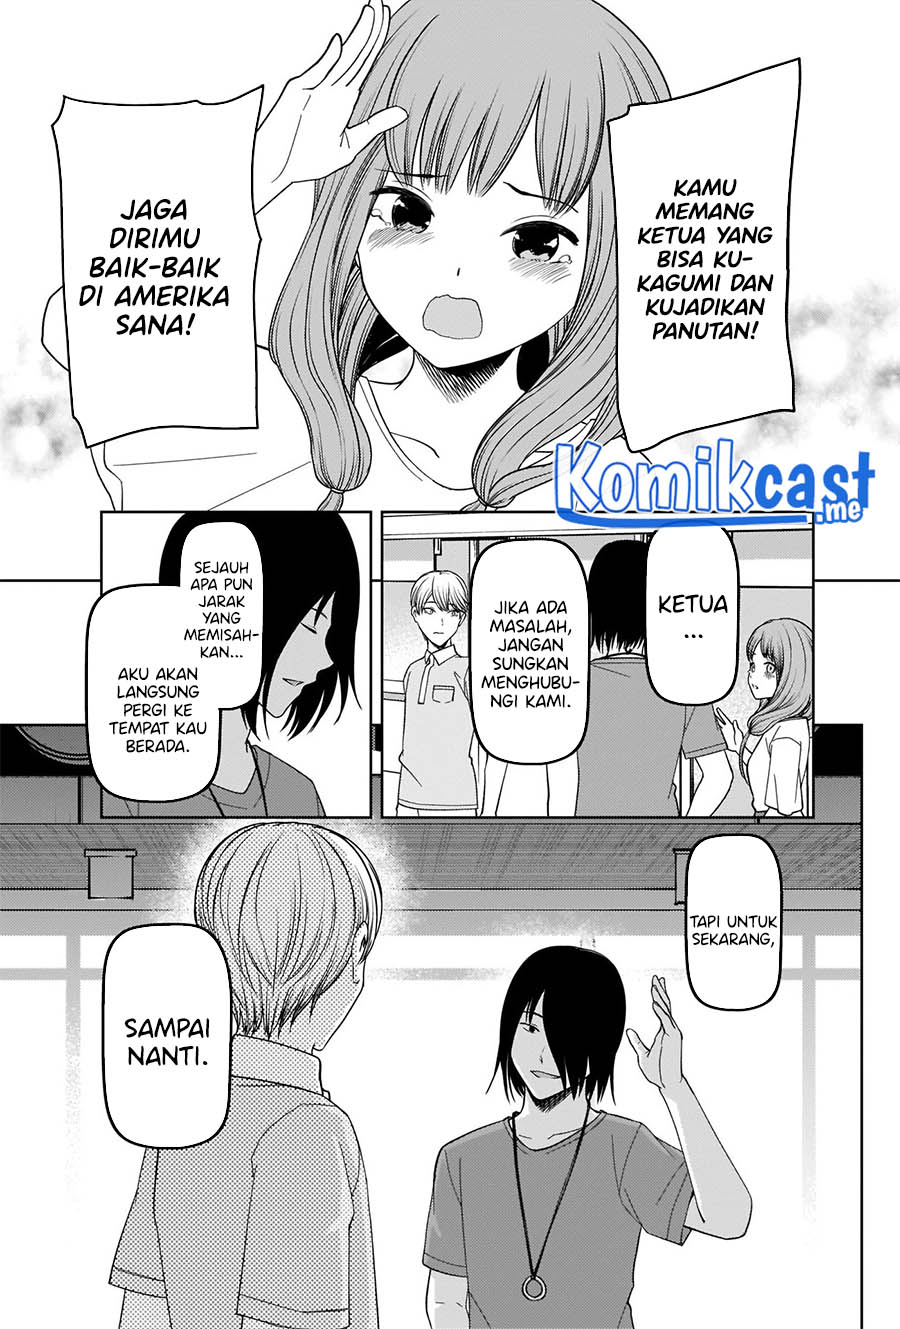 KAMU
MEMANG
KETUA YANG
BISA KU-
KAGUMI DAN
KUJADIKAN
PANUTAN!
JAGA
DIRIMU
BAIK-BAIK
DI AMERIKA
SANA!
Komikcast
.me
KETUA
...
JIKA ADA
MASALAH,
JANGAN
SUNGKAN
MENGHUBU-
NGI KAMI.
SEJAUH
APA PUN
JARAK
YANG
MEMISAH-
KAN...
AKU AKAN
LANGSUNG
PERGI KE
TEMPAT KAU
BERADA.
TAPI UNTUK
SEKARANG,
SAMPAI
NANTI.